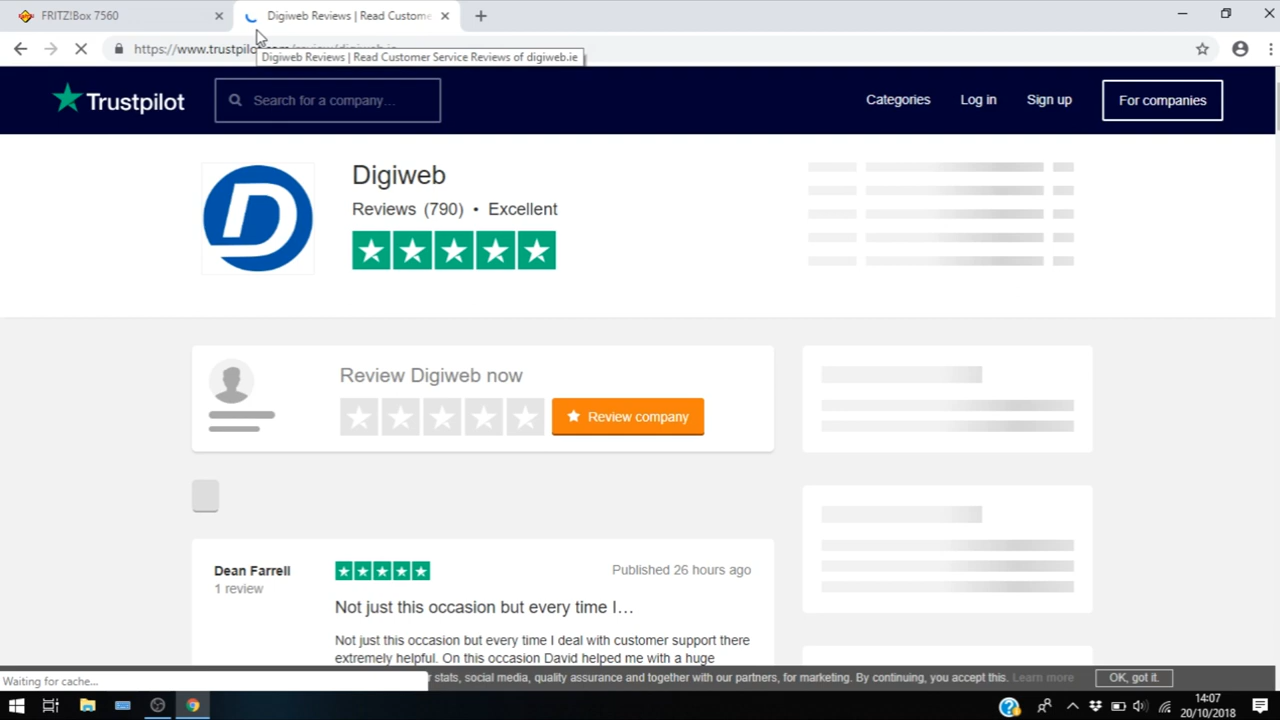 FRITZ!Box 7560
Digiweb Reviews | Read Custome
https://www.trustpilot.com/review/digiweb.ie
Digiweb Reviews | Read Customer Service Reviews of digiweb.ie
Trustpilot
Search for a company…
Categories
Log in
Sign up
For companies
D
Digiweb
Reviews (790) • Excellent
Review Digiweb now
Review company
Dean Farrell
1 review
Published 26 hours ago
Not just this occasion but every time I…
Not just this occasion but every time I deal with customer support there
extremely helpful. On this occasion David helped me with a huge
Waiting for cache...
r stats, social media, quality assurance and together with our partners, for marketing. By continuing, you accept this. Learn more
OK, got it.
14:07
20/10/2018